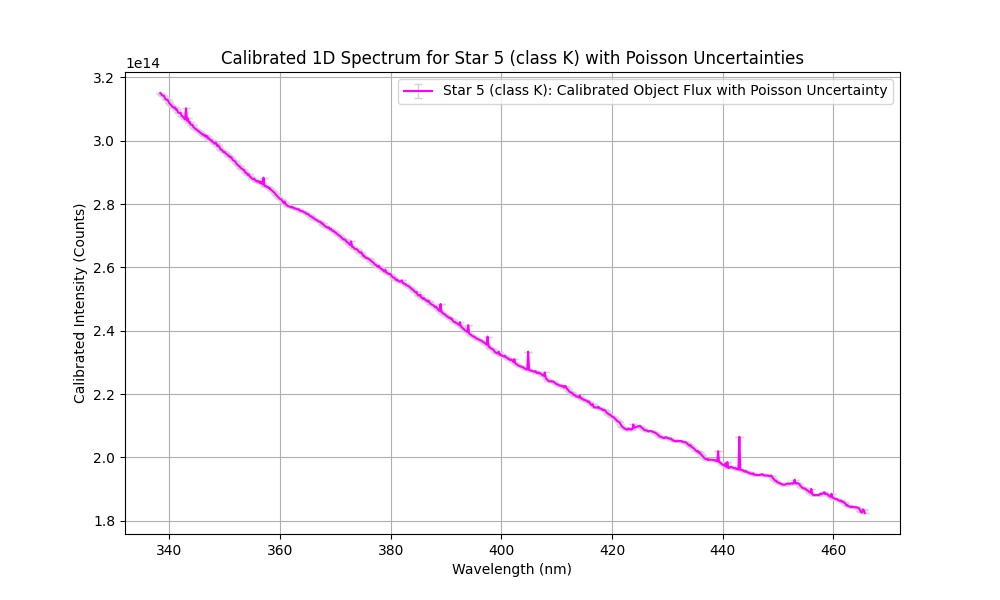 Calibrated 1D Spectrum for Star 5 (class K) with Poisson Uncertainties
1e14
Star 5 (class K): Calibrated Object Flux with Poisson Uncertainty
3.2
3.0
2.8
2.6
2.4
2.2
2.0
1.8
Calibrated Intensity (Counts)
340 360 380 400 420 440 460
Wavelength (nm)